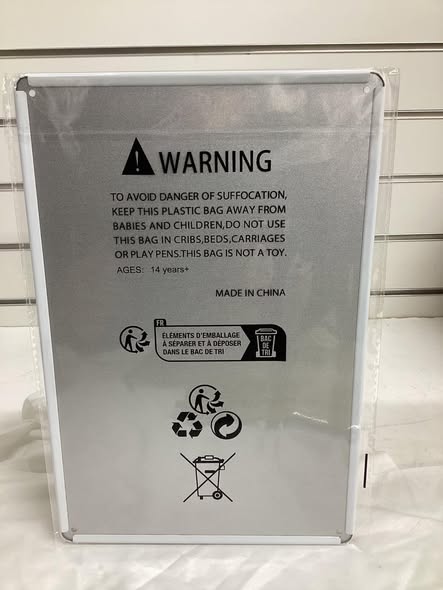 WARNING
TO AVOID DANGER OF SUFFOCATION,
KEEP THIS PLASTIC BAG AWAY FROM
BABIES AND CHILDREN,DO NOT USE
THIS BAG IN CRIBS,BEDS,CARRIAGES
OR PLAY PENS.THIS BAG IS NOT A TOY.
AGES: 14 years+
MADE IN CHINA
FR
ÉLÉMENTS D'EMBALLAGE
À SÉPARER ET À DÉPOSER
DANS LE BAC DE TRI
BAC
DE
TRI